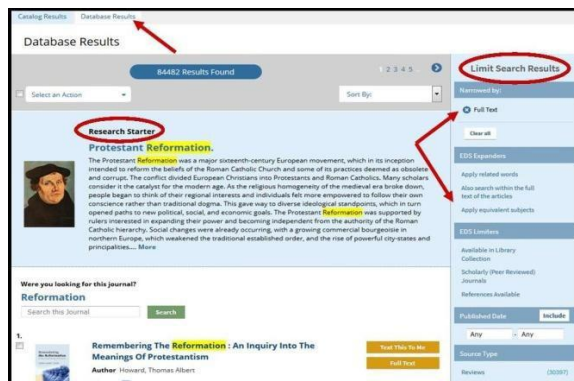 Catalog Results Database Results
Database Results
84482 Results Found
1 2 3 4 5
Select an Action
Sort By:
Research Starter
Protestant Reformation.
The Protestant Reformation was a major sixteenth-century European movement, which in its inception
intended to reform the beliefs of the Roman Catholic Church and some of its practices deemed as obsolete
and corrupt. The conflict divided European Christians into Protestants and Roman Catholics. Many scholars
consider it the catalyst for the modern age. As the religious homogeneity of the medieval era broke down,
people began to think of their regional interests and individuals felt more empowered to follow their own
conscience rather than traditional dogma. This gave way to diverse ideological standpoints, which in turn
opened paths to new political, social, and economic goals. The Protestant Reformation was supported by
rulers interested in expanding their power and becoming independent from the authority of the Roman
Catholic hierarchy. Social changes were already occurring, with a growing commercial bourgeoisie in
northern Europe, which weakened the traditional established order, and the rise of powerful city-states and
principalities.... More
Were you looking for this journal?
Reformation
Search this Journal Search
1.
Remembering The Reformation : An Inquiry Into The
Meanings Of Protestantism
Author Howard, Thomas Albert
Text This To Me
Full Text
Limit Search Results
Narrowed by:
Full Text
Clear all
EDS Expanders
Apply related words
Also search within the full
text of the articles
Apply equivalent subjects
EDS Limiters
Available in Library
Collection
Scholarly (Peer Reviewed)
Journals
References Available
Published Date Include
Any - Any
Source Type
Reviews (30397)